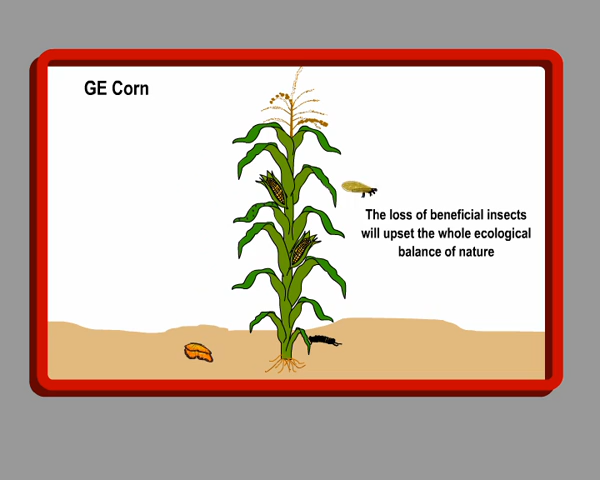 GE Corn
The loss of beneficial insects
will upset the whole ecological
balance of nature